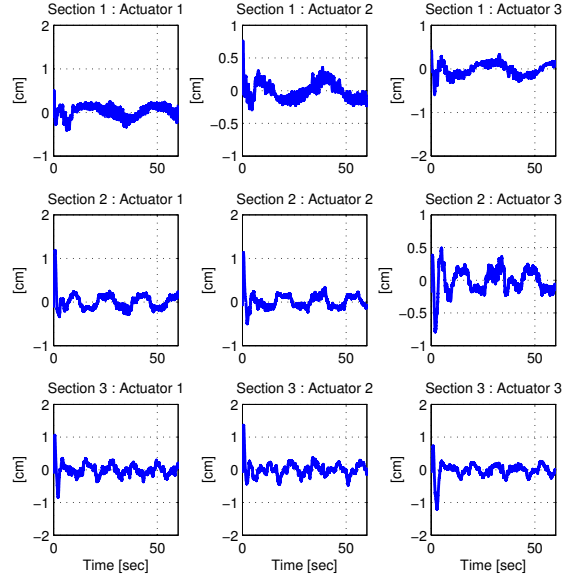 Section 1 : Actuator 1
Section 1 : Actuator 2
Section 1 : Actuator 3
2
1
0
−1
[cm]
0
50
1
0.5
0
−0.5
−1
[cm]
0
50
1
0
−1
−2
[cm]
0
50
Section 2 : Actuator 1
Section 2 : Actuator 2
Section 2 : Actuator 3
2
1
0
−1
[cm]
0
50
2
1
0
−1
[cm]
0
50
1
0.5
0
−0.5
−1
[cm]
0
50
Section 3 : Actuator 1
Section 3 : Actuator 2
Section 3 : Actuator 3
2
1
0
−1
−2
[cm]
0
50
Time [sec]
2
1
0
−1
−2
[cm]
0
50
Time [sec]
2
1
0
−1
−2
[cm]
0
50
Time [sec]